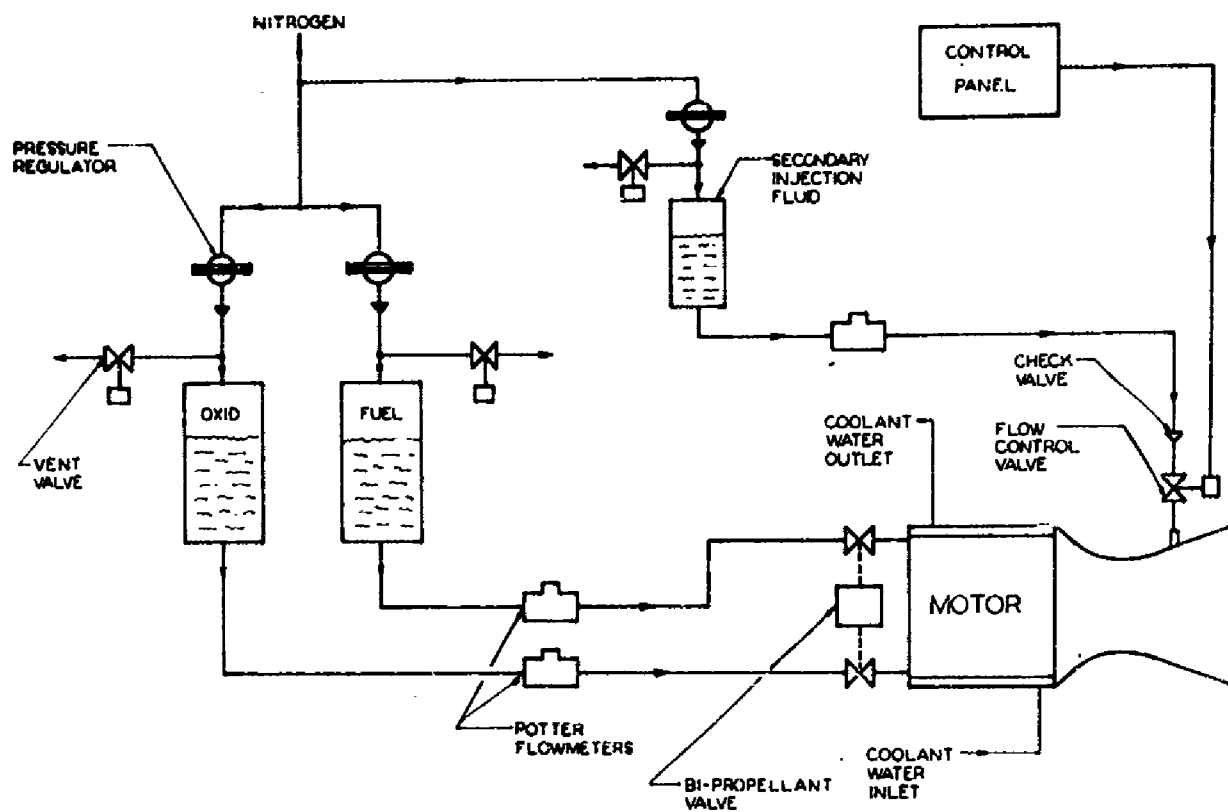 NITROGEN
CONTROL
PANEL
PRESSURE
REGULATOR
SECONDARY
INJECTION
FLUID
CHECK
VALVE
OXID
FUEL
COOLANT
WATER
OUTLET
FLOW
CONTROL
VALVE
VENT
VALVE
MOTOR
POTTER
FLOWMETERS
BI-PROPELLANT
VALVE
COOLANT
WATER
INLET